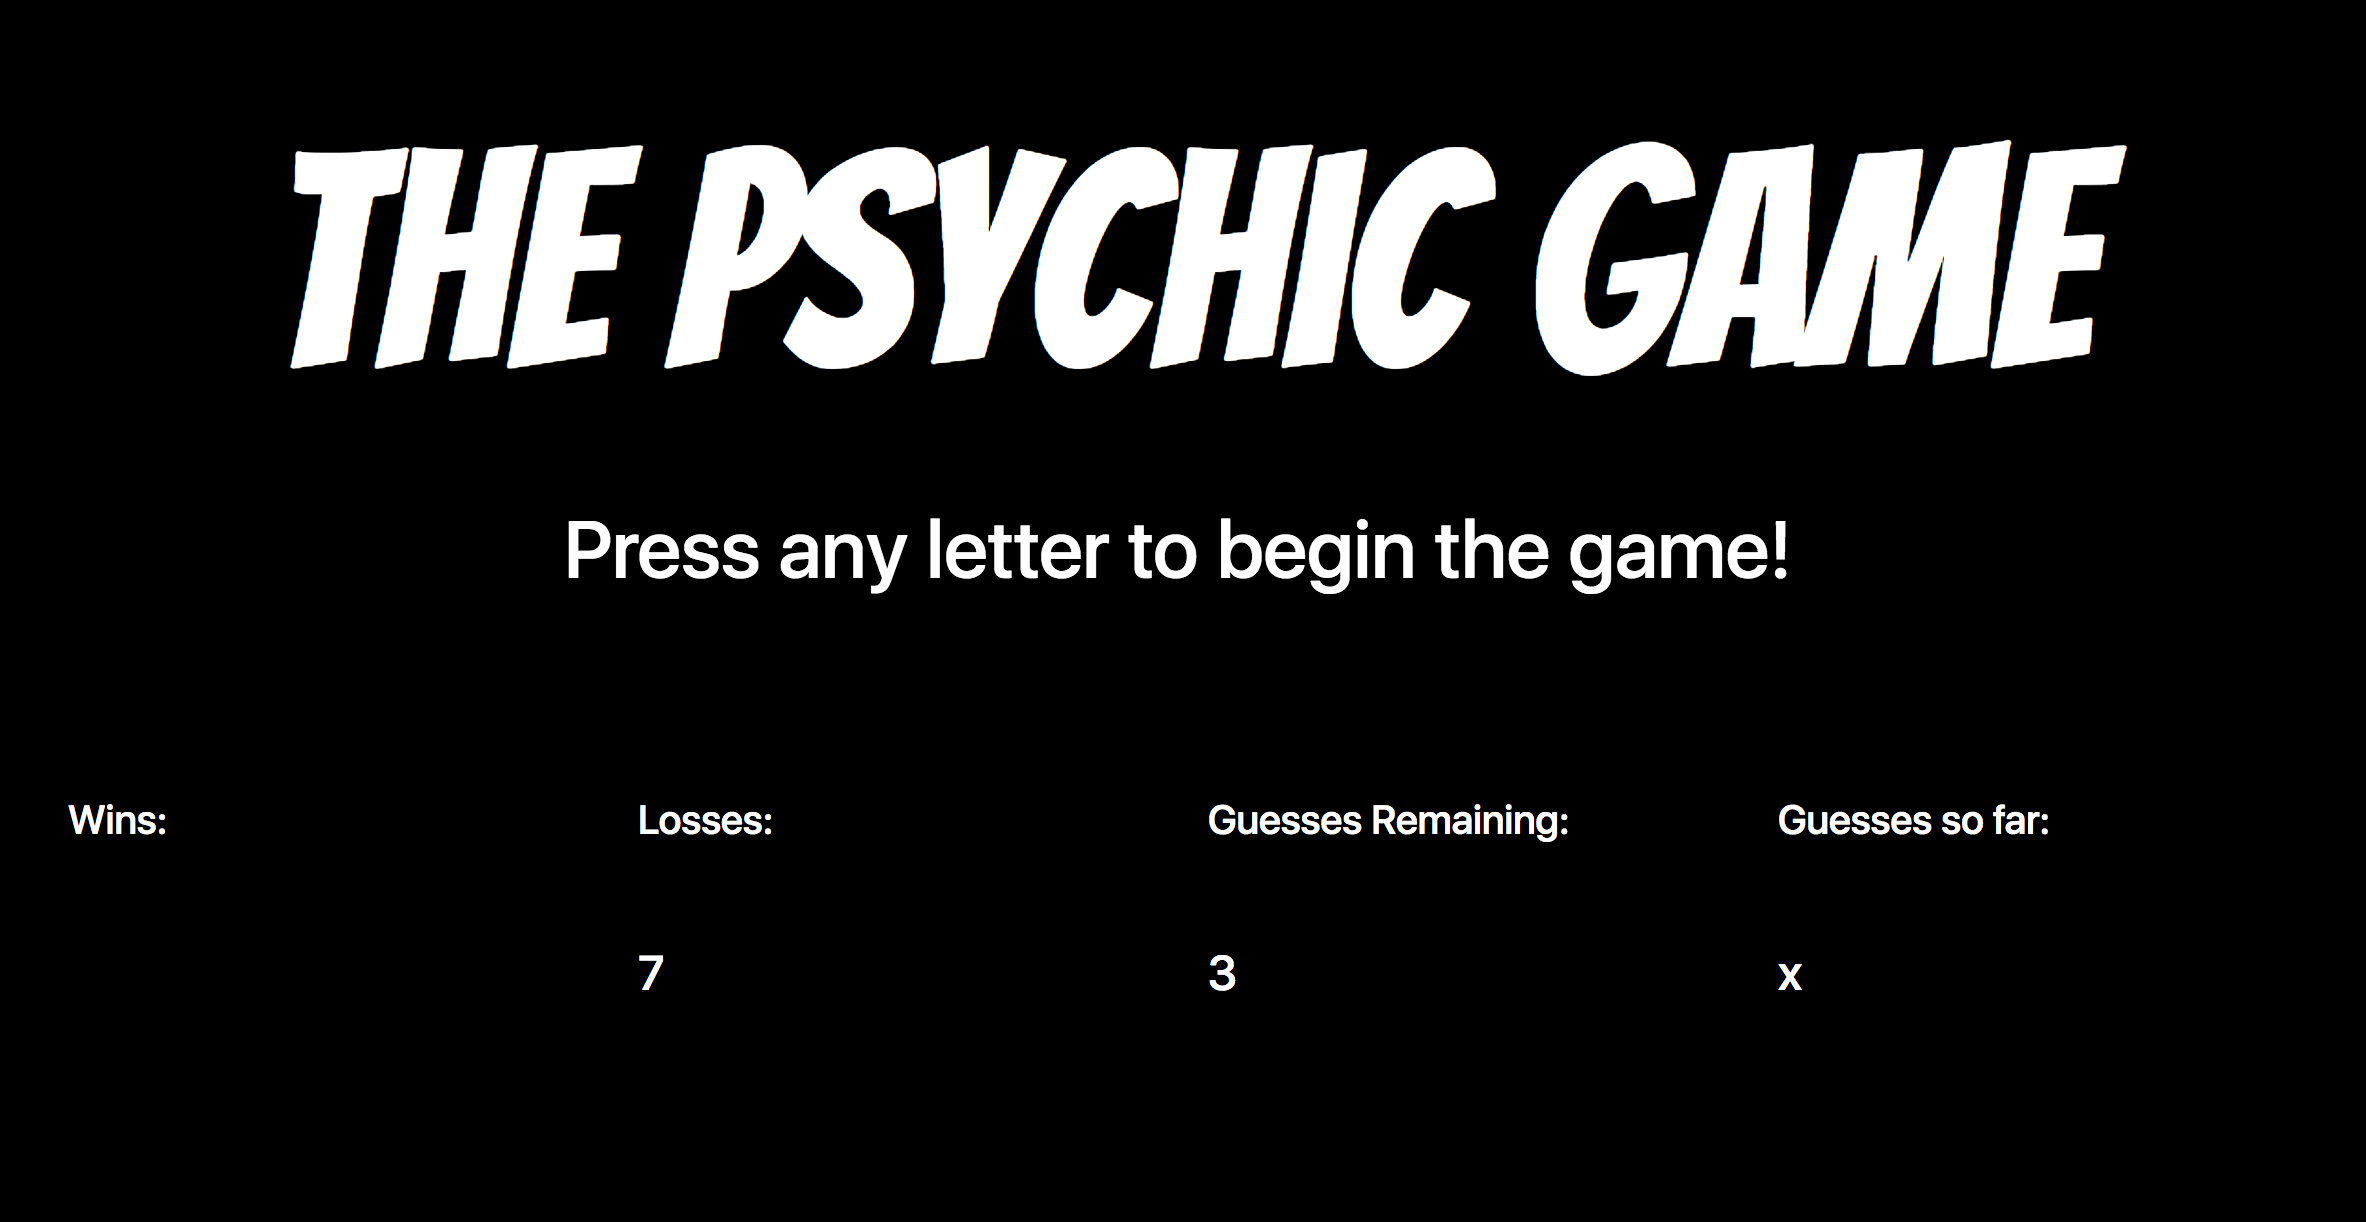 THE PSYCHIC GAME
Press any letter to begin the game!
Wins: Losses: Guesses Remaining: Guesses so far:
7 3 x